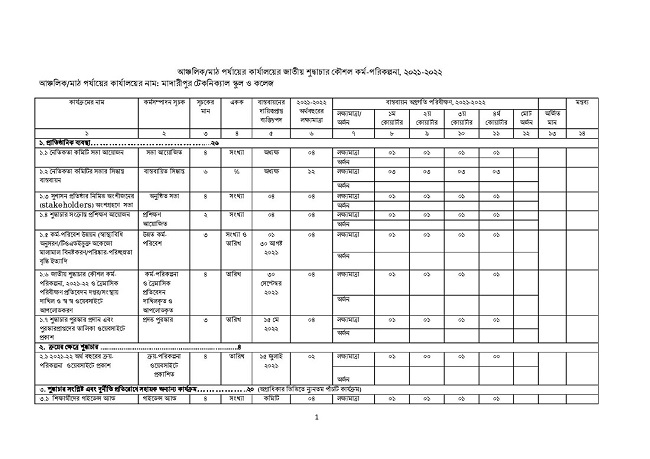 আঞ্চলিক/মাঠ পর্যায়ের কার্যালয়ের জাতীয় শুদ্ধাচার কৌশল কর্ম-পরিকল্পনা, ২০২১-২০২২
আঞ্চলিক/মাঠ পর্যায়ের কার্যালয়ের নাম: মাদারীপুর টেকনিক্যাল স্কুল ও কলেজ
কার্যক্রমের নাম কর্মসম্পাদন সূচক সূচকের মান একক বাস্তবায়নের দায়িত্বপ্রাপ্ত ব্যক্তি/পদ ২০২১-২০২২ অর্থবছরের লক্ষ্যমাত্রা বাস্তবায়ন অগ্রগতি পরিবীক্ষণ, ২০২১-২০২২ মন্তব্য
লক্ষ্যমাত্রা/অর্জন ১ম কোয়ার্টার ২য় কোয়ার্টার ৩য় কোয়ার্টার ৪র্থ কোয়ার্টার মোট অর্জন অর্জিত মান
১ ২ ৩ ৪ ৫ ৬ ৭ ৮ ৯ ১০ ১১ ১২ ১৩ ১৪
১. প্রাতিষ্ঠানিক ব্যবস্থা
১.১ নৈতিকতা কমিটি সভা আয়োজন সভা আয়োজিত ৪ সংখ্যা অধ্যক্ষ ০৪ লক্ষ্যমাত্রা ০১ ০১ ০১ ০১
অর্জন
১.২ নৈতিকতা কমিটির সভার সিদ্ধান্ত বাস্তবায়ন বাস্তবায়িত সিদ্ধান্ত ৬ % অধ্যক্ষ ১২ লক্ষ্যমাত্রা ০৩ ০৩ ০৩ ০৩
অর্জন
১.৩ সুশাসন প্রতিষ্ঠার নিমিত্ত অংশীজনের (stakeholders) অংশগ্রহণে সভা অনুষ্ঠিত সভা ৪ সংখ্যা ০৪ ০৪ লক্ষ্যমাত্রা ০১ ০১ ০১ ০১
অর্জন
১.৪ শুদ্ধাচার সংক্রান্ত প্রশিক্ষণ আয়োজন প্রশিক্ষণ আয়োজিত ২ সংখ্যা ০৪ ০৪ লক্ষ্যমাত্রা ০১ ০১ ০১ ০১
অর্জন
১.৫ কর্ম-পরিবেশ উন্নয়ন (স্বাস্থ্যবিধি অনুসরণ/টিওএন্ডইভুক্ত অকেজো মালামাল বিনষ্টকরণ/পরিষ্কার-পরিচ্ছন্নতা বৃদ্ধি ইত্যাদি উন্নত কর্ম-পরিবেশ ৩ সংখ্যা ও তারিখ ০১ ৩০ আগষ্ট ২০২১ ০৪ লক্ষ্যমাত্রা ০১ ০১ ০১ ০১
অর্জন
১.৬ জাতীয় শুদ্ধাচার কৌশল কর্ম-পরিকল্পনা, ২০২১-২২ ও ত্রৈমাসিক পরিবীক্ষণ প্রতিবেদন দপ্তর/সংস্থায় দাখিল ও স্ব স্ব ওয়েবসাইটে আপলোডকরণ কর্ম-পরিকল্পনা ও ত্রৈমাসিক প্রতিবেদন দাখিলকৃত ও আপলোডকৃত ৪ তারিখ ৩০ সেপ্টেম্বর ২০২১ ০৪ লক্ষ্যমাত্রা ০১ ০১ ০১ ০১
অর্জন
১.৭ শুদ্ধাচার পুরস্কার প্রদান এবং পুরস্কারপ্রাপ্তদের তালিকা ওয়েবসাইটে প্রকাশ প্রদত্ত পুরস্কার ৩ তারিখ ১৫ মে ২০২২ ০৪ লক্ষ্যমাত্রা ০১ ০১ ০১ ০১
অর্জন
২. ক্রয়ের ক্ষেত্রে শুদ্ধাচার ........................৪
২.১ ২০২১-২২ অর্থ বছরের ক্রয়-পরিকল্পনা ওয়েবসাইটে প্রকাশ ক্রয়-পরিকল্পনা ওয়েবসাইটে প্রকাশিত ৪ তারিখ ১৫ জুলাই ২০২১ ০২ লক্ষ্যমাত্রা ০১ ০১ ০০ ০০
অর্জন
৩. শুদ্ধাচার সংশ্লিষ্ট এবং দুর্নীতি প্রতিরোধে সহায়ক অন্যান্য কার্যক্রম...............২০ (অগ্রাধিকার ভিত্তিতে ন্যূনতম পাঁচটি কার্যক্রম)
৩.১ শিক্ষার্থীদের গাইডেন্স অ্যান্ড গাইডেন্স অ্যান্ড ৪ সংখ্যা কমিটি ০৪ লক্ষ্যমাত্রা ০১ ০১ ০১ ০১
1